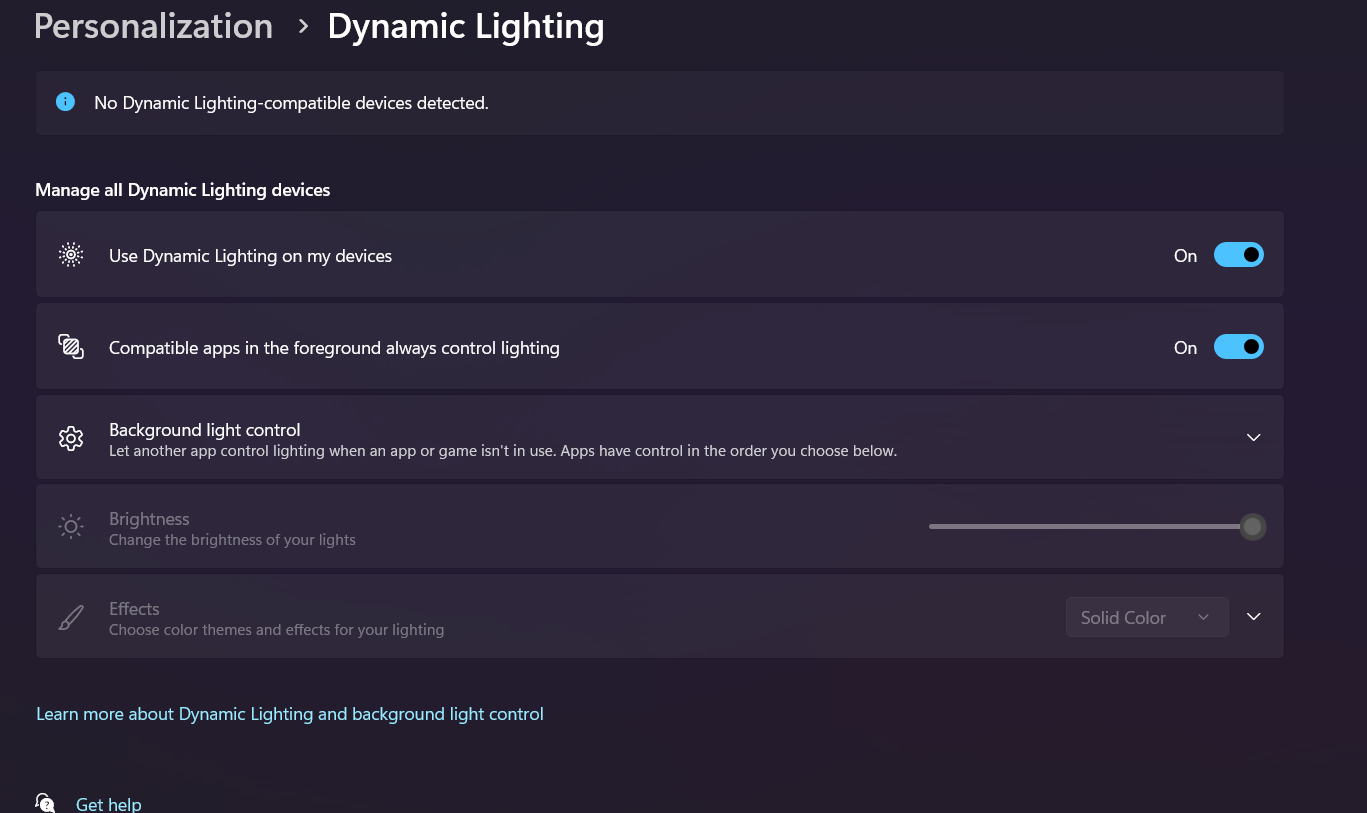 Personalization > Dynamic Lighting
No Dynamic Lighting-compatible devices detected.
Manage all Dynamic Lighting devices
Use Dynamic Lighting on my devices On
Compatible apps in the foreground always control lighting On
Background light control
Let another app control lighting when an app or game isn't in use. Apps have control in the order you choose below.
Brightness
Change the brightness of your lights
Effects
Choose color themes and effects for your lighting
Solid Color
Learn more about Dynamic Lighting and background light control
Get help